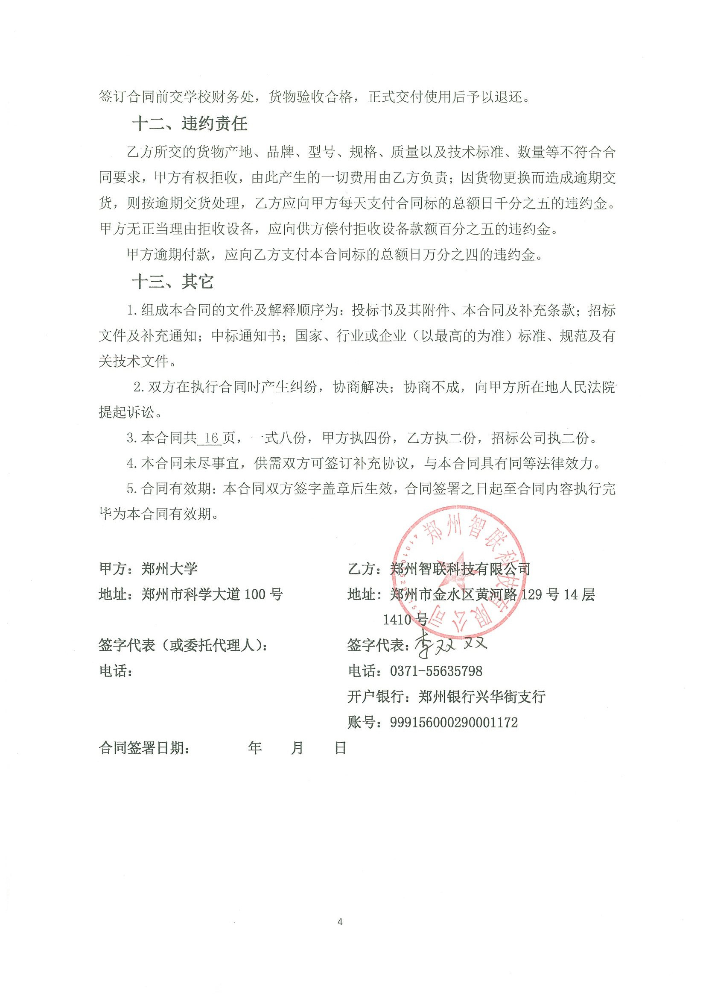 签订合同前交学校财务处，货物验收合格，正式交付使用后予以退还。
十二、违约责任
乙方所交的货物产地、品牌、型号、规格、质量以及技术标准、数量等不符合合
同要求，甲方有权拒收，由此产生的一切费用由乙方负责；因货物更换而造成逾期交
货，则按逾期交货处理，乙方应向甲方每天支付合同标的总额日千分之五的违约金。
甲方无正当理由拒收设备，应向供方偿付拒收设备款额百分之五的违约金。
甲方逾期付款，应向乙方支付本合同标的总额日万分之四的违约金。
十三、其它
1.组成本合同的文件及解释顺序为：投标书及其附件、本合同及补充条款；招标
文件及补充通知；中标通知书；国家、行业或企业（以最高的为准）标准、规范及有
关技术文件。
2.双方在执行合同时产生纠纷，协商解决；协商不成，向甲方所在地人民法院
提起诉讼。
3.本合同共 16 页，一式八份，甲方执四份，乙方执二份，招标公司执二份。
4.本合同未尽事宜，供需双方可签订补充协议，与本合同具有同等法律效力。
5.合同有效期：本合同双方签字盖章后生效，合同签署之日起至合同内容执行完
毕为本合同有效期。
郑州智联科技有限公司
甲方：郑州大学 乙方：郑州智联科技有限公司
地址：郑州市科学大道 100 号 地址：郑州市金水区黄河路 129 号 14 层
1410 号
签字代表（或委托代理人）： 签字代表：李双双
电话： 电话：0371-55635798
开户银行：郑州银行兴华街支行
账号：999156000290001172
合同签署日期： 年 月 日
4